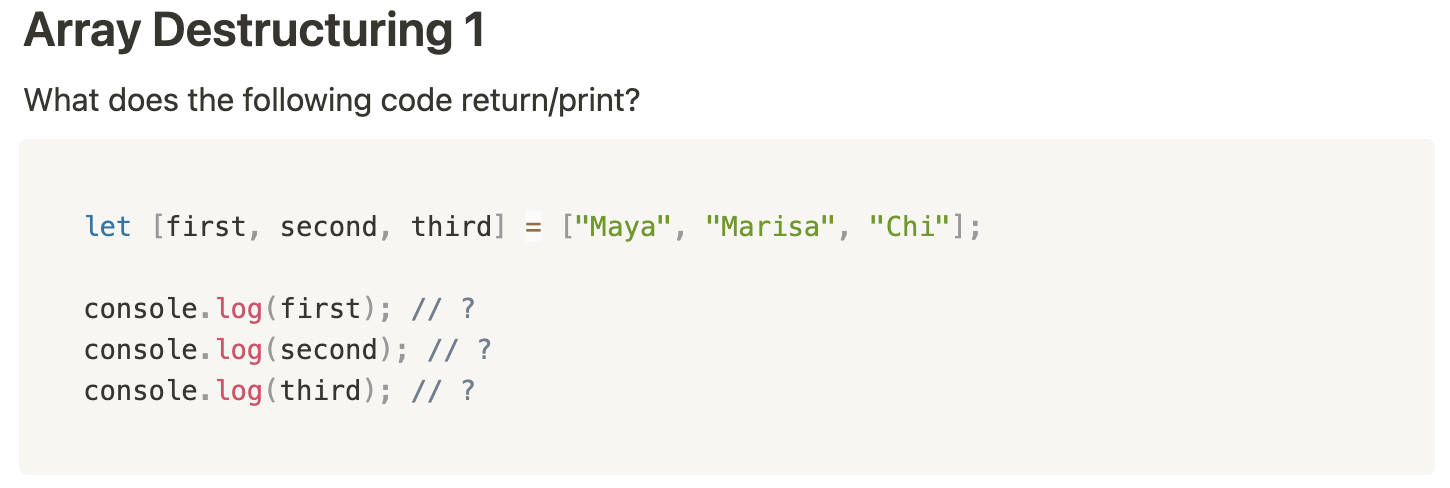 Array Destructuring 1
What does the following code return/print?
let [first, second, third] = ["Maya", "Marisa", "Chi"];
console.log(first); // ?
console.log(second); // ?
console.log(third); // ?